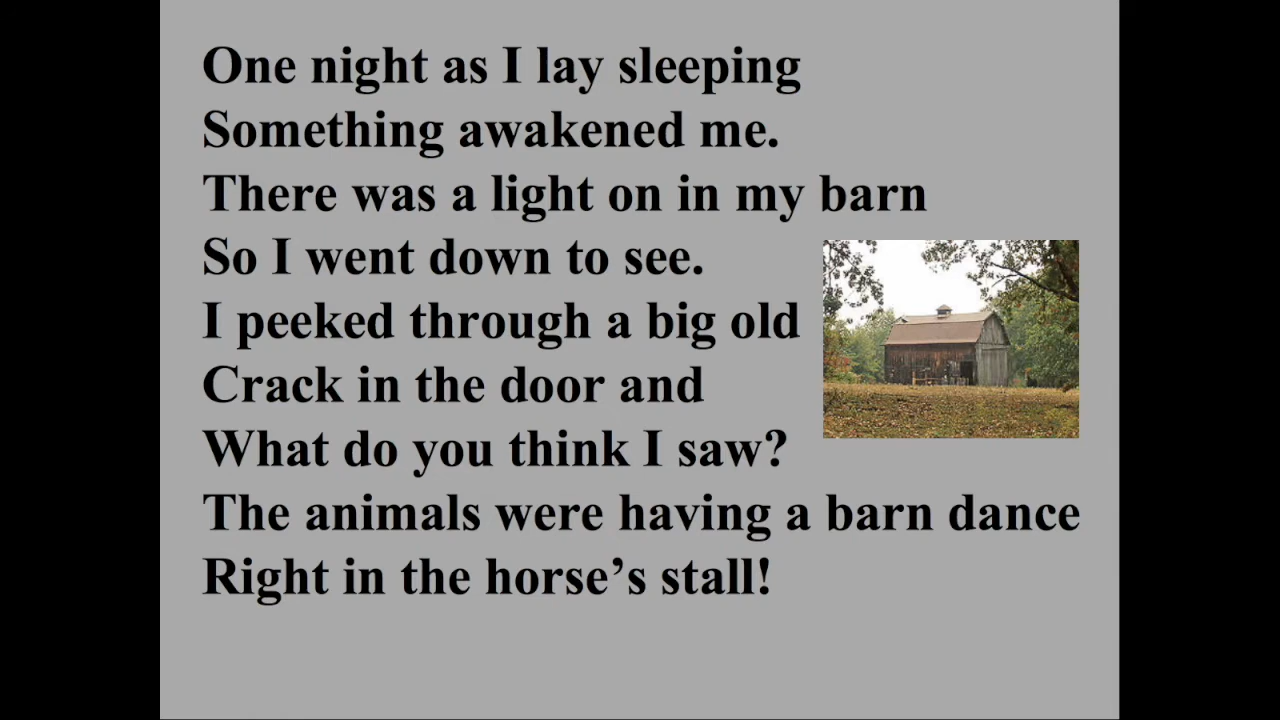 One night as I lay sleeping
Something awakened me.
There was a light on in my barn
So I went down to see.
I peeked through a big old
Crack in the door and
What do you think I saw?
The animals were having a barn dance
Right in the horse’s stall!